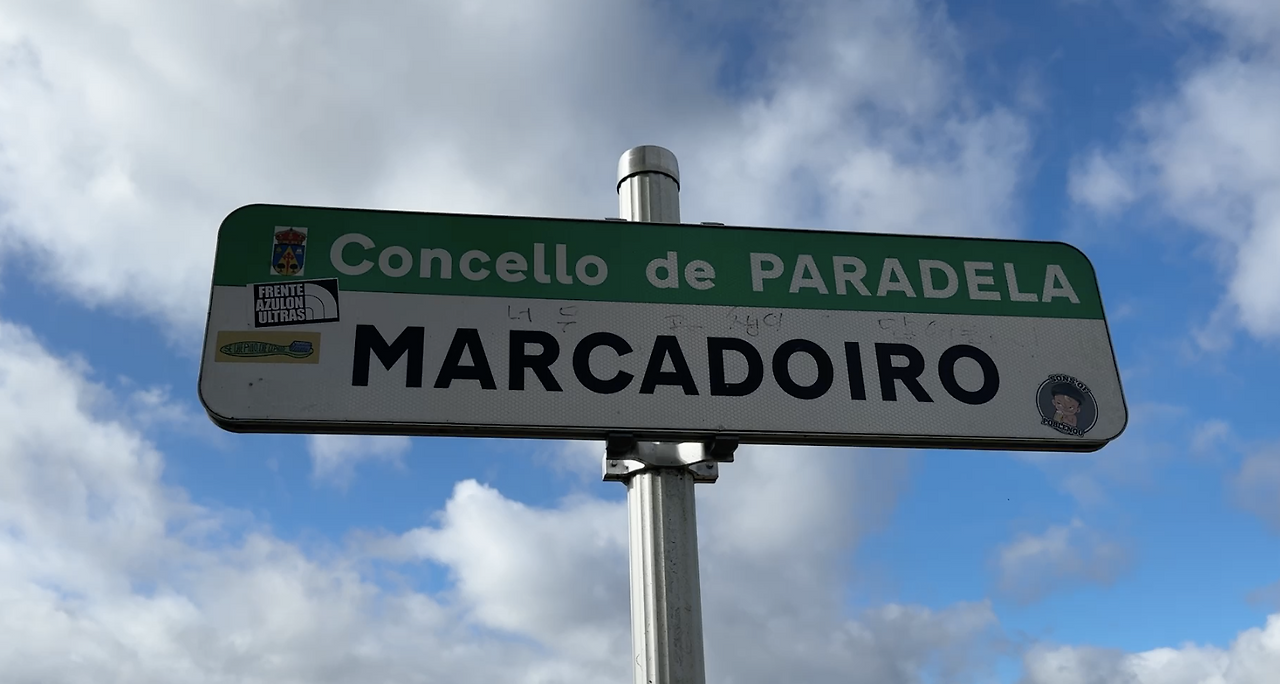 Concello de PARADELA
FRENTE
AZULON
ULTRAS
MARCADOIRO